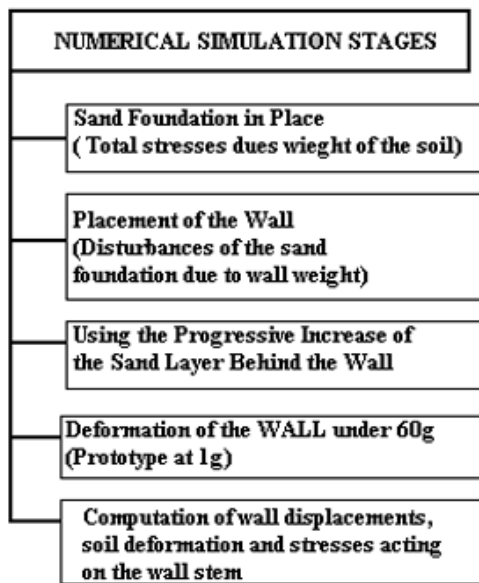 NUMERICAL SIMULATION STAGES
Sand Foundation in Place
( Total stresses dues wieght of the soil)
Placement of the Wall
(Disturbances of the sand
foundation due to wall weight)
Using the Progressive Increase of
the Sand Layer Behind the Wall
Deformation of the WALL under 60g
(Prototype at 1g)
Computation of wall displacements,
soil deformation and stresses acting
on the wall stem